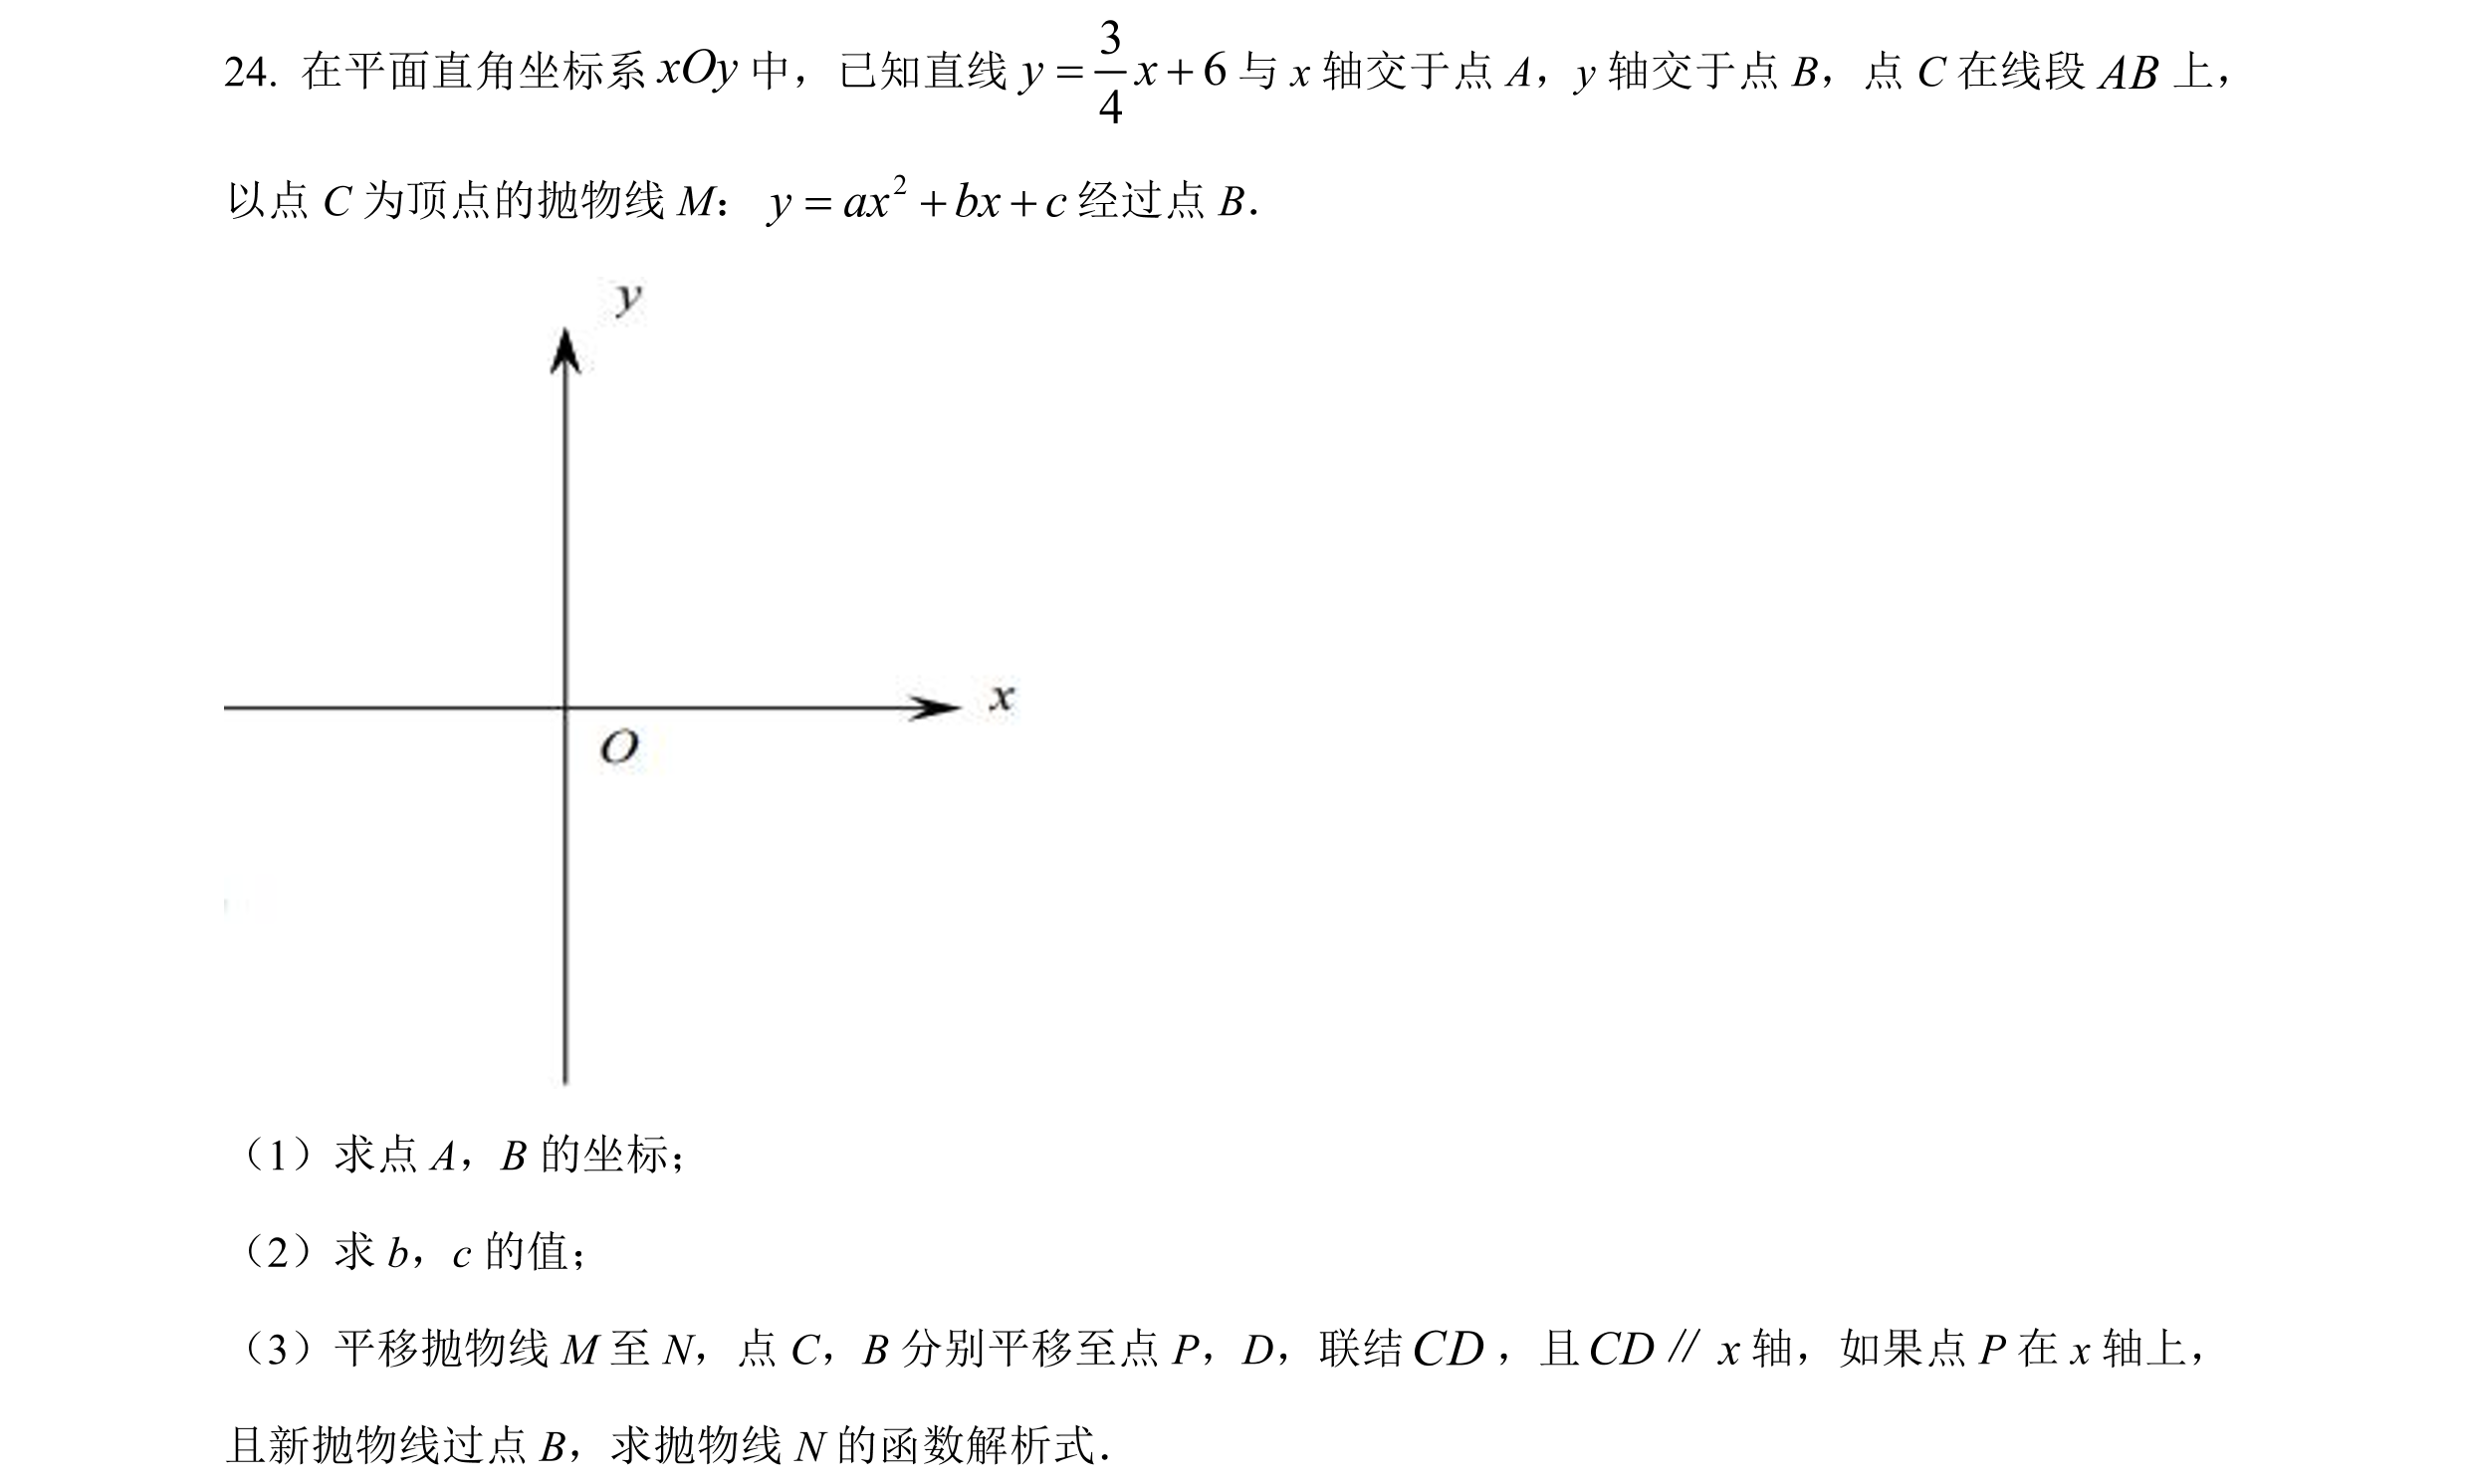 24. 在平面直角坐标系 xOy 中，已知直线 y = 3/4 x + 6 与 x 轴交于点 A，y 轴交于点 B，点 C 在线段 AB 上，
以点 C 为顶点的抛物线 M： y = ax² + bx + c 经过点 B.
y
x
O
（1）求点 A，B 的坐标；
（2）求 b，c 的值；
（3）平移抛物线 M 至 N，点 C，B 分别平移至点 P，D，联结 CD，且 CD // x 轴，如果点 P 在 x 轴上，
且新抛物线过点 B，求抛物线 N 的函数解析式.